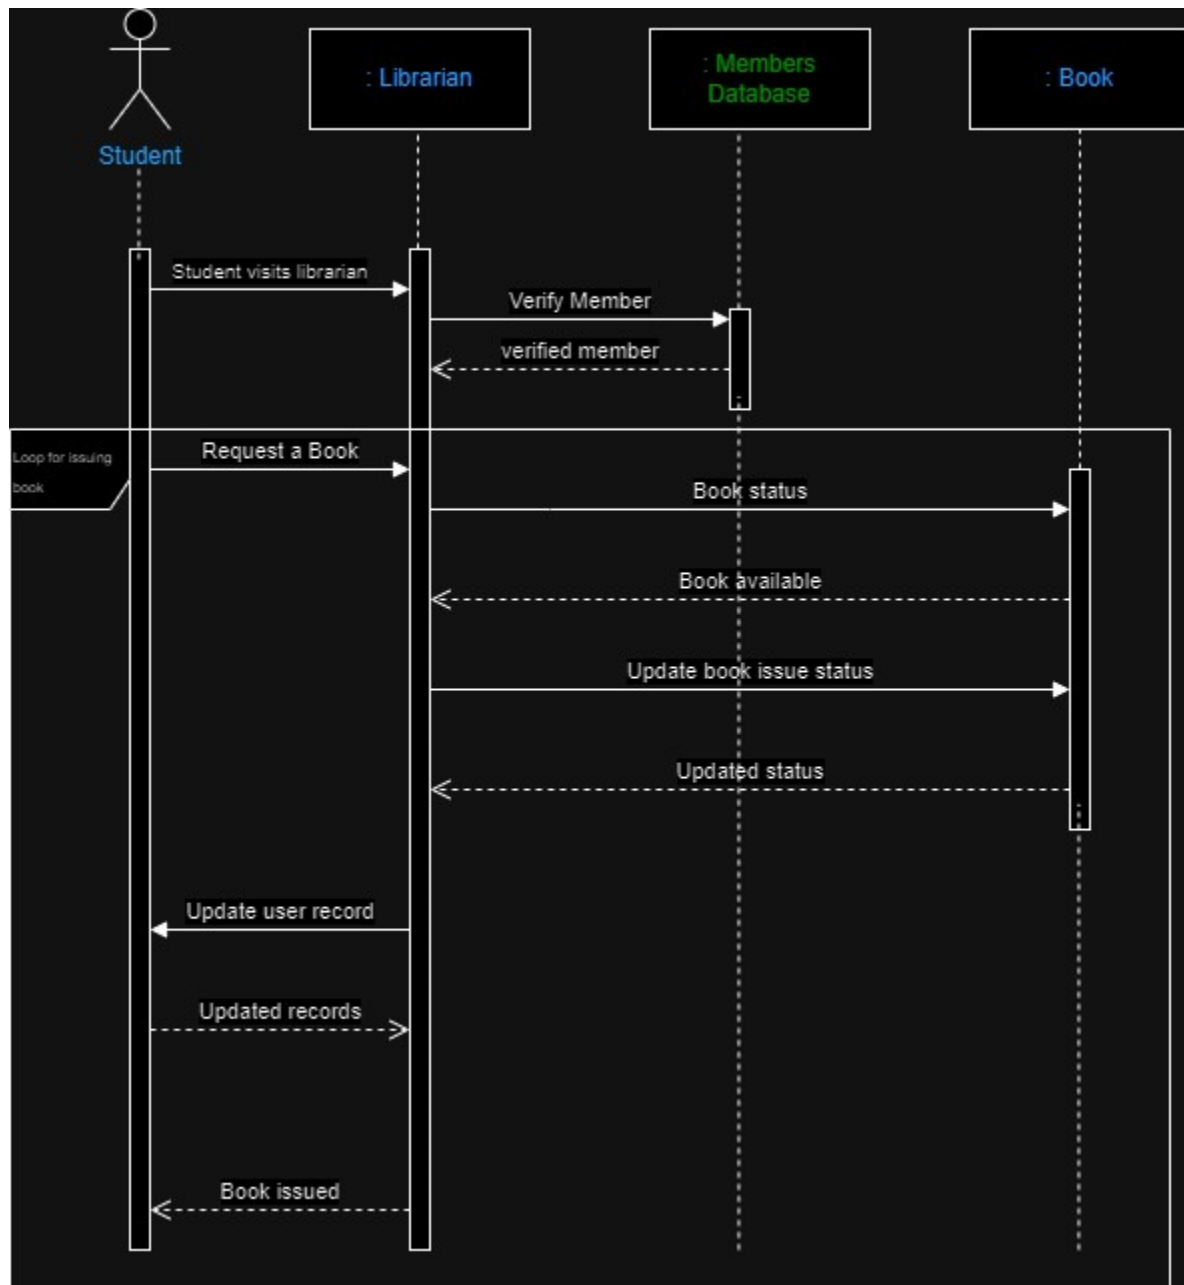 : Librarian
: Members
Database
: Book
Student
Student visits librarian
Verify Member
verified member
Loop for issuing
book
Request a Book
Book status
Book available
Update book issue status
Updated status
Update user record
Updated records
Book issued